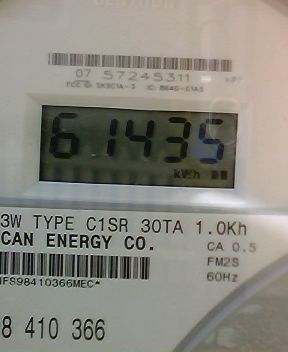 07 57245311
61435
kWh
3W TYPE C1SR 30TA 1.0Kh
CAN ENERGY CO.
CA 0.5
FM2S
60Hz
IFS98410366MEC*
8 410 366